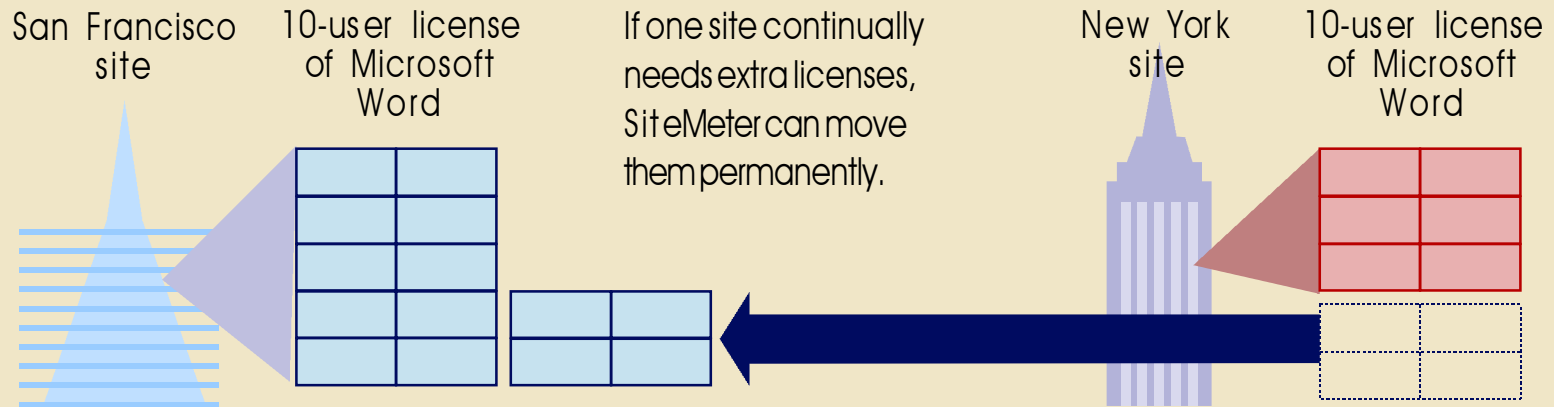 San Francisco
site
10-user license
of Microsoft
Word
If one site continually
needs extra licenses,
SiteMeter can move
them permanently.
New York
site
10-user license
of Microsoft
Word